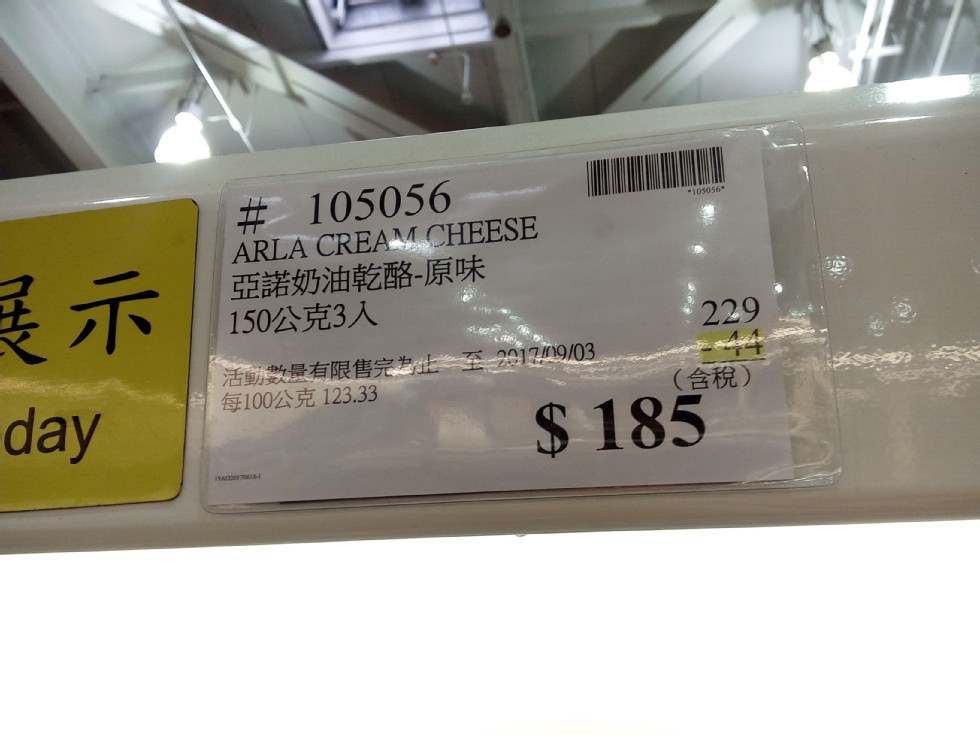 展示
day
# 105056
*105056*
ARLA CREAM CHEESE
亞諾奶油乾酪-原味
150公克3入
229
- 44
活動數量有限售完為止 至 2017/09/03
(含稅)
每100公克 123.33
$ 185